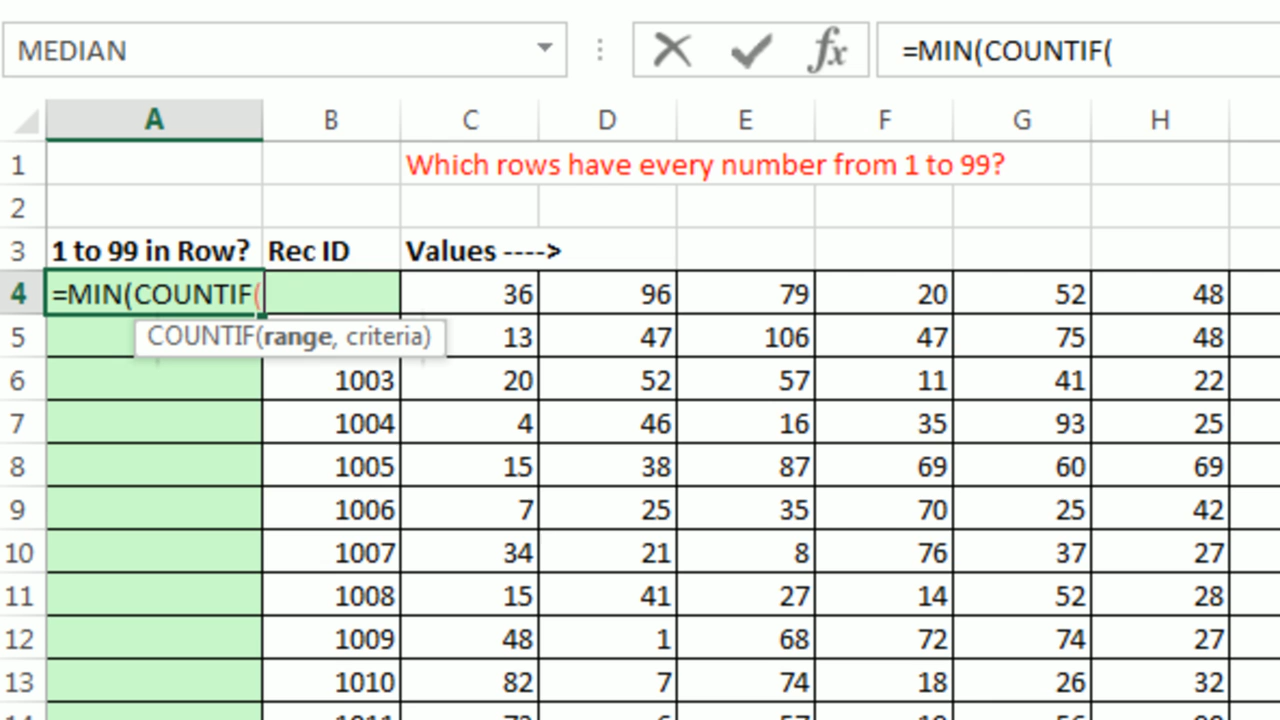 MEDIAN fx =MIN(COUNTIF(
A B C D E F G H
1 Which rows have every number from 1 to 99?
2
3 1 to 99 in Row? Rec ID Values ---->
4 =MIN(COUNTIF( 36 96 79 20 52 48
5 COUNTIF(range, criteria) 13 47 106 47 75 48
6 1003 20 52 57 11 41 22
7 1004 4 46 16 35 93 25
8 1005 15 38 87 69 60 69
9 1006 7 25 35 70 25 42
10 1007 34 21 8 76 37 27
11 1008 15 41 27 14 52 28
12 1009 48 1 68 72 74 27
13 1010 82 7 74 18 26 32